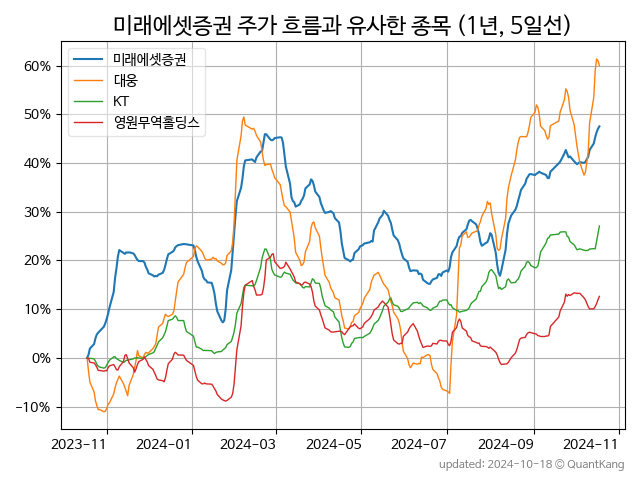 미래에셋증권 주가 흐름과 유사한 종목 (1년, 5일선)
미래에셋증권
대웅
KT
영원무역홀딩스
60%
50%
40%
30%
20%
10%
0%
−10%
2023-11
2024-01
2024-03
2024-05
2024-07
2024-09
2024-11
updated: 2024-10-18 © QuantKang